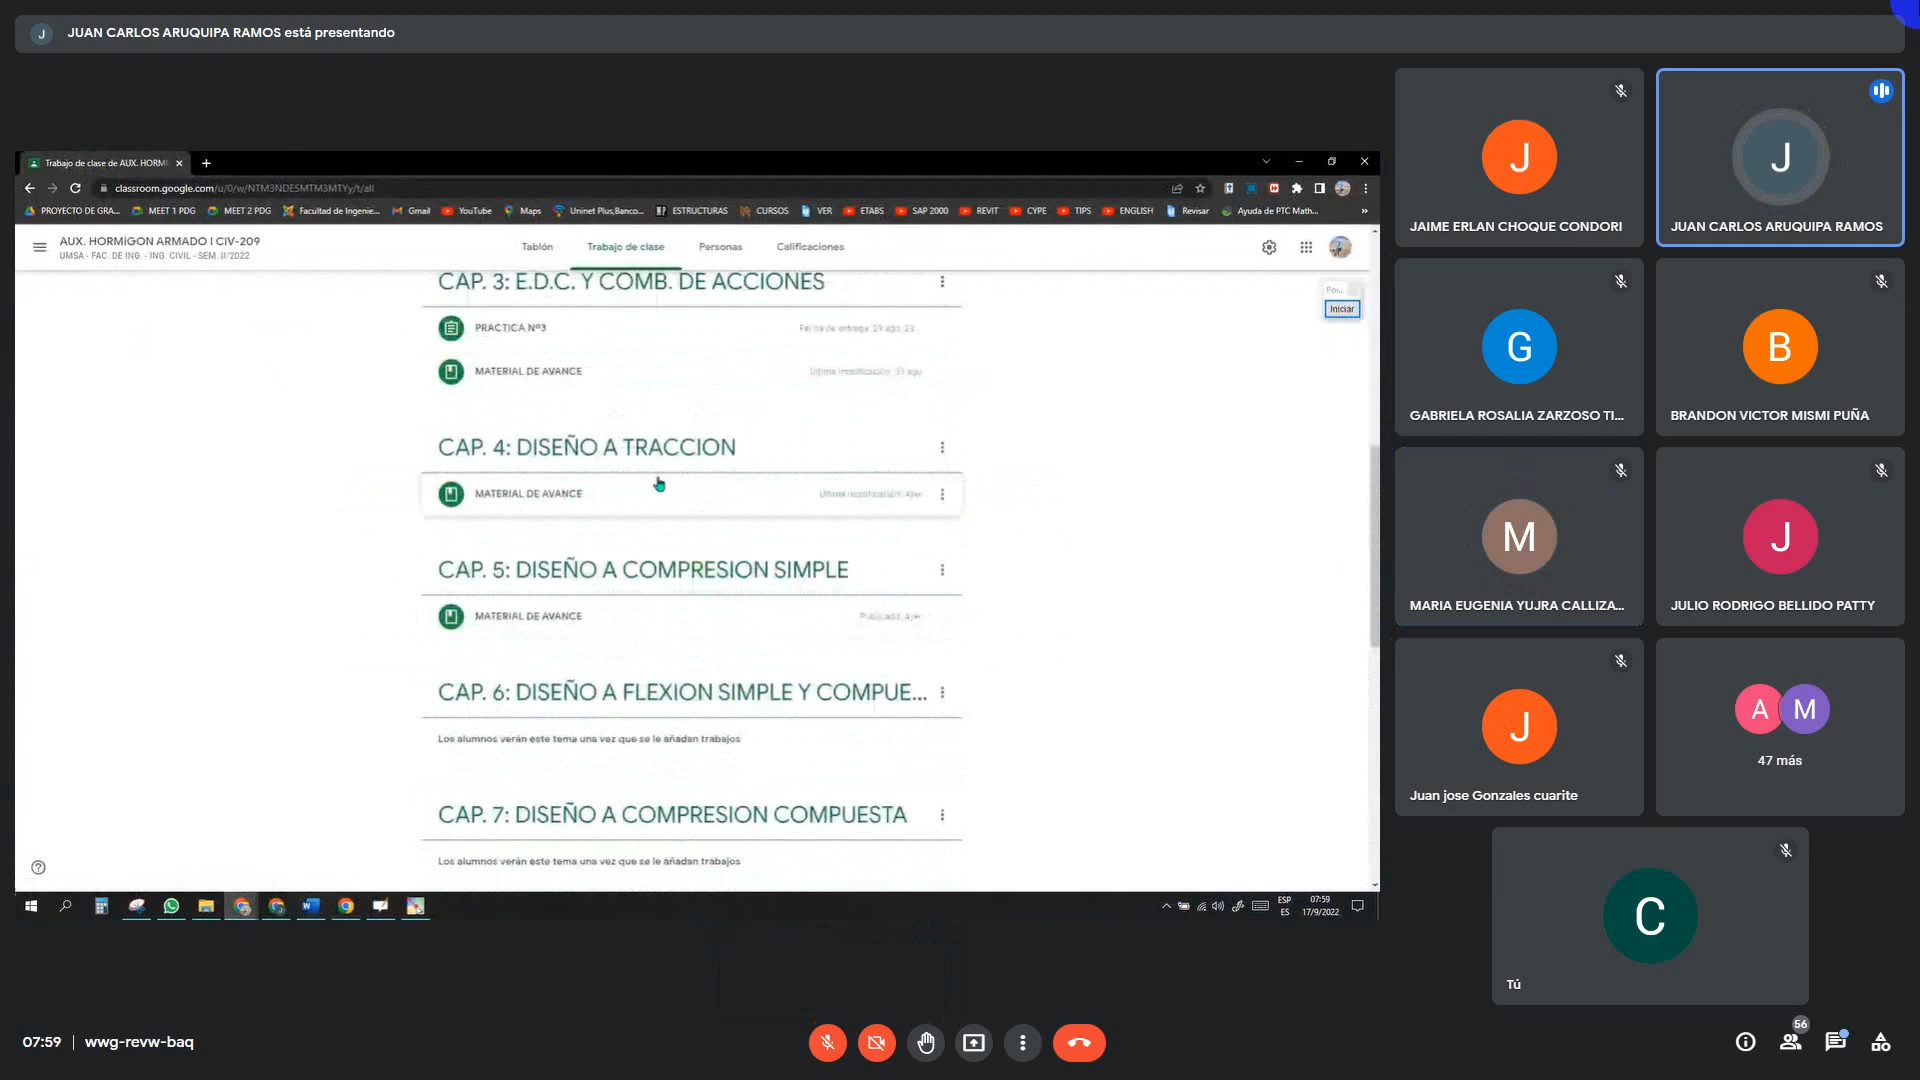 J JUAN CARLOS ARUQUIPA RAMOS está presentando
Trabajo de clase de AUX. HORMI
classroom.google.com/u/0/w/NTM3NDE5MTM3MTYy/t/all
PROYECTO DE GRA... MEET 1 PDG MEET 2 PDG Facultad de Ingenie... Gmail YouTube Maps Uninet Plus,Banco... ESTRUCTURAS CURSOS VER ETABS SAP 2000 REVIT CYPE TIPS ENGLISH Revisar Ayuda de PTC Math... »
AUX. HORMIGON ARMADO I CIV-209
UMSA - FAC. DE ING. - ING. CIVIL - SEM. II/2022
Tablón Trabajo de clase Personas Calificaciones
CAP. 3: E.D.C. Y COMB. DE ACCIONES
Iniciar
PRACTICA Nº3
MATERIAL DE AVANCE Última modificación: 31 ago
CAP. 4: DISEÑO A TRACCION
MATERIAL DE AVANCE Última modificación: Ayer
CAP. 5: DISEÑO A COMPRESION SIMPLE
MATERIAL DE AVANCE Publicado: Ayer
CAP. 6: DISEÑO A FLEXION SIMPLE Y COMPUE...
Los alumnos verán este tema una vez que se le añadan trabajos
CAP. 7: DISEÑO A COMPRESION COMPUESTA
Los alumnos verán este tema una vez que se le añadan trabajos
ESP
ES
07:59
17/9/2022
J
JAIME ERLAN CHOQUE CONDORI
J
JUAN CARLOS ARUQUIPA RAMOS
G
GABRIELA ROSALIA ZARZOSO TI...
B
BRANDON VICTOR MISMI PUÑA
M
MARIA EUGENIA YUJRA CALLIZA...
J
JULIO RODRIGO BELLIDO PATTY
J
Juan jose Gonzales cuarite
A M
47 más
C
Tú
07:59 | wwg-revw-baq
56